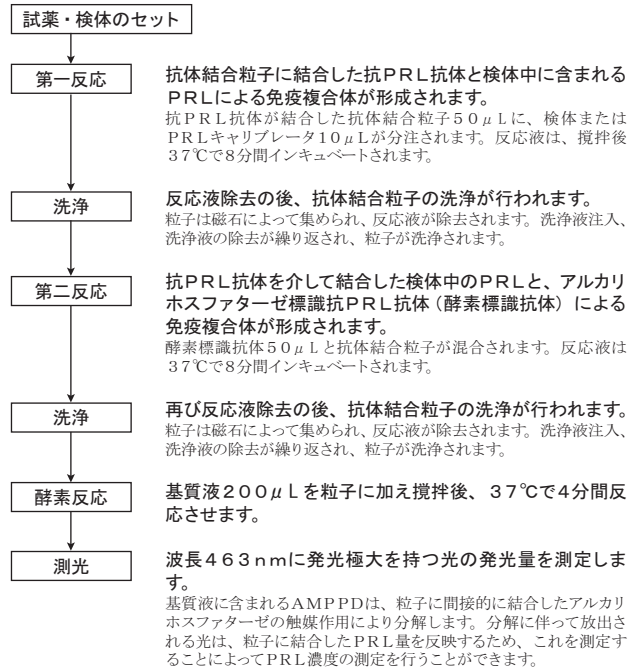 試薬・検体のセット
第一反応
抗体結合粒子に結合した抗PRL抗体と検体中に含まれる
PRLによる免疫複合体が形成されます。
抗PRL抗体が結合した抗体結合粒子50μLに、検体または
PRLキャリブレータ10μLが分注されます。反応液は、撹拌後
37℃で8分間インキュベートされます。
洗浄
反応液除去の後、抗体結合粒子の洗浄が行われます。
粒子は磁石によって集められ、反応液が除去されます。洗浄液注入、
洗浄液の除去が繰り返され、粒子が洗浄されます。
第二反応
抗PRL抗体を介して結合した検体中のPRLと、アルカリ
ホスファターゼ標識抗PRL抗体（酵素標識抗体）による
免疫複合体が形成されます。
酵素標識抗体50μLと抗体結合粒子が混合されます。反応液は
37℃で8分間インキュベートされます。
洗浄
再び反応液除去の後、抗体結合粒子の洗浄が行われます。
粒子は磁石によって集められ、反応液が除去されます。洗浄液注入、
洗浄液の除去が繰り返され、粒子が洗浄されます。
酵素反応
基質液200μLを粒子に加え撹拌後、37℃で4分間反
応させます。
測光
波長463nmに発光極大を持つ光の発光量を測定しま
す。
基質液に含まれるAMPPDは、粒子に間接的に結合したアルカリ
ホスファターゼの触媒作用により分解します。分解に伴って放出さ
れる光は、粒子に結合したPRL量を反映するため、これを測定す
ることによってPRL濃度の測定を行うことができます。